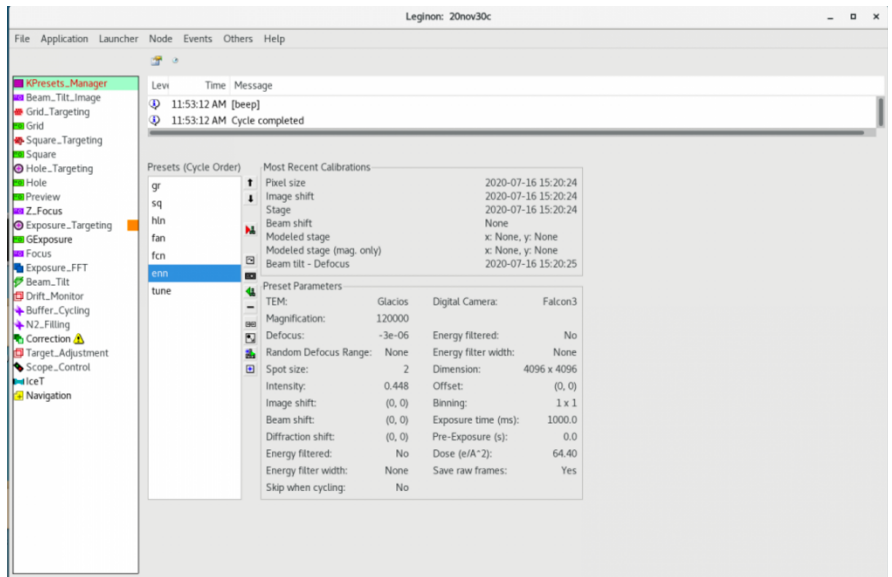 Leginon: 20nov30c
File Application Launcher Node Events Others Help
KPresets_Manager
Beam_Tilt_Image
Grid_Targeting
Grid
Square_Targeting
Square
Hole_Targeting
Hole
Preview
Z_Focus
Exposure_Targeting
GExposure
Focus
Exposure_FFT
Beam_Tilt
Drift_Monitor
Buffer_Cycling
N2_Filling
Correction
Target_Adjustment
Scope_Control
IceT
Navigation
Leve Time Message
11:53:12 AM [beep]
11:53:12 AM Cycle completed
Presets (Cycle Order)
gr
sq
hln
fan
fcn
enn
tune
Most Recent Calibrations
Pixel size 2020-07-16 15:20:24
Image shift 2020-07-16 15:20:24
Stage 2020-07-16 15:20:24
Beam shift None
Modeled stage x: None, y: None
Modeled stage (mag. only) x: None, y: None
Beam tilt - Defocus 2020-07-16 15:20:25
Preset Parameters
TEM: Glacios Digital Camera: Falcon3
Magnification: 120000
Defocus: -3e-06 Energy filtered: No
Random Defocus Range: None Energy filter width: None
Spot size: 2 Dimension: 4096 x 4096
Intensity: 0.448 Offset: (0, 0)
Image shift: (0, 0) Binning: 1 x 1
Beam shift: (0, 0) Exposure time (ms): 1000.0
Diffraction shift: (0, 0) Pre-Exposure (s): 0.0
Energy filtered: No Dose (e/A^2): 64.40
Energy filter width: None Save raw frames: Yes
Skip when cycling: No